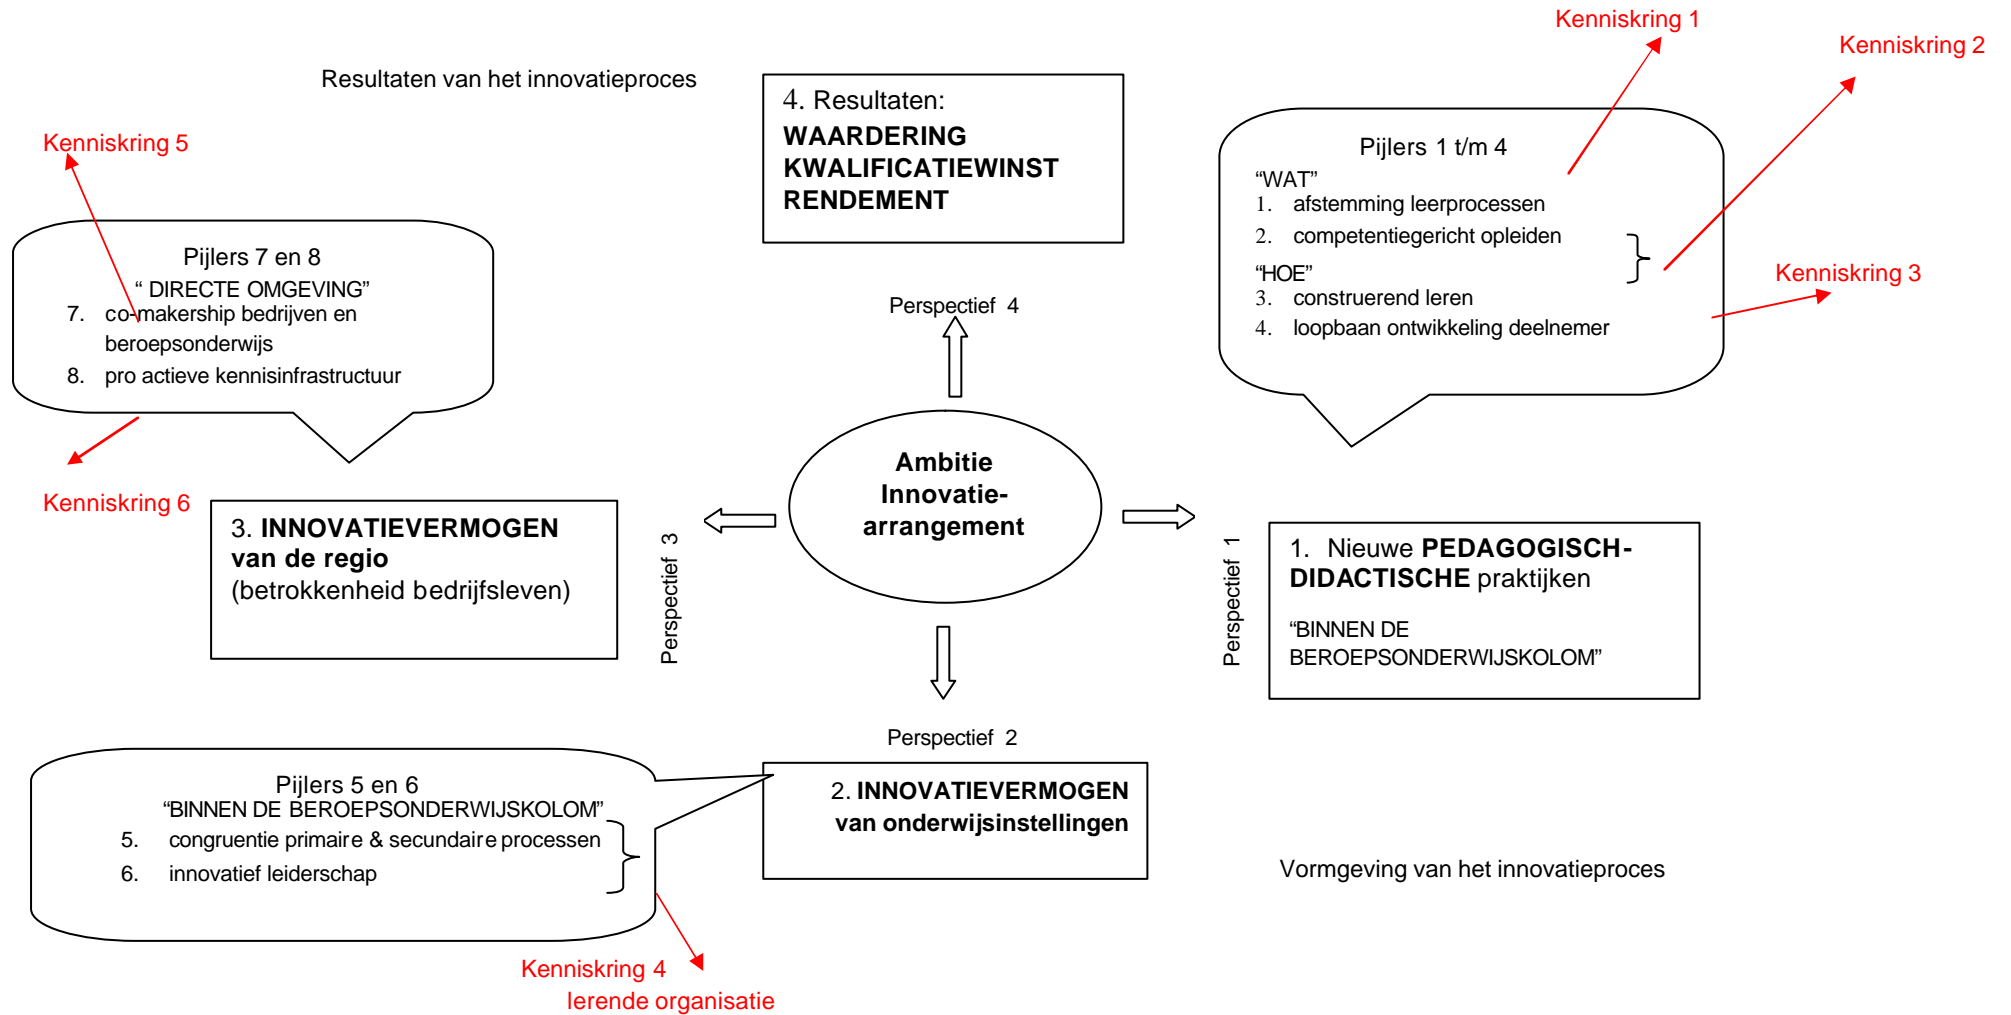 Kenniskring 1
Kenniskring 2
Resultaten van het innovatieproces
4. Resultaten:
WAARDERING
KWALIFICATIEWINST
RENDEMENT
Kenniskring 5
Pijlers 1 t/m 4
“WAT”
1. afstemming leerprocessen
2. competentiegericht opleiden
“HOE”
3. construerend leren
4. loopbaan ontwikkeling deelnemer
Kenniskring 3
Pijlers 7 en 8
“ DIRECTE OMGEVING”
7. co-makership bedrijven en
beroepsonderwijs
8. pro actieve kennisinfrastructuur
Perspectief 4
Kenniskring 6
Ambitie
Innovatie-
arrangement
3. INNOVATIEVERMOGEN
van de regio
(betrokkenheid bedrijfsleven)
Perspectief 3
Perspectief 1
1. Nieuwe PEDAGOGISCH-
DIDACTISCHE praktijken
“BINNEN DE
BEROEPSONDERWIJSKOLOM”
Perspectief 2
Pijlers 5 en 6
“BINNEN DE BEROEPSONDERWIJSKOLOM”
5. congruentie primaire & secundaire processen
6. innovatief leiderschap
2. INNOVATIEVERMOGEN
van onderwijsinstellingen
Vormgeving van het innovatieproces
Kenniskring 4
lerende organisatie